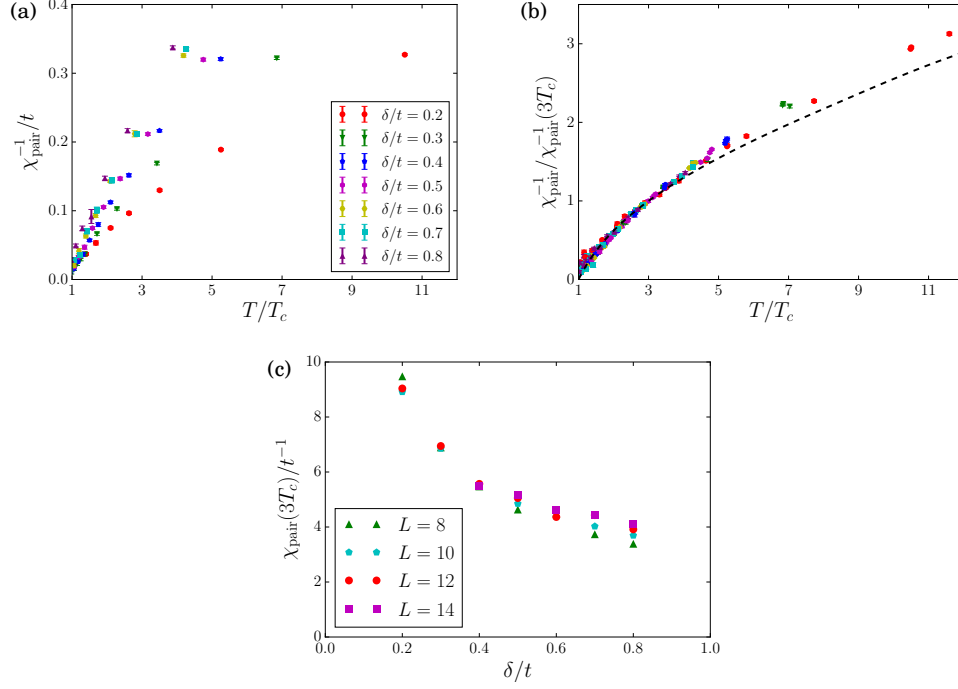 (a)
χ_pair^{-1}/t
0.4
0.3
0.2
0.1
0.0
1
3
5
7
9
11
T/T_c
δ/t = 0.2
δ/t = 0.3
δ/t = 0.4
δ/t = 0.5
δ/t = 0.6
δ/t = 0.7
δ/t = 0.8
(b)
χ_pair^{-1}/χ_pair^{-1}(3T_c)
3
2
1
0
1
3
5
7
9
11
T/T_c
(c)
χ_pair(3T_c)/t^{-1}
10
8
6
4
2
0
0.0
0.2
0.4
0.6
0.8
1.0
δ/t
L = 8
L = 10
L = 12
L = 14